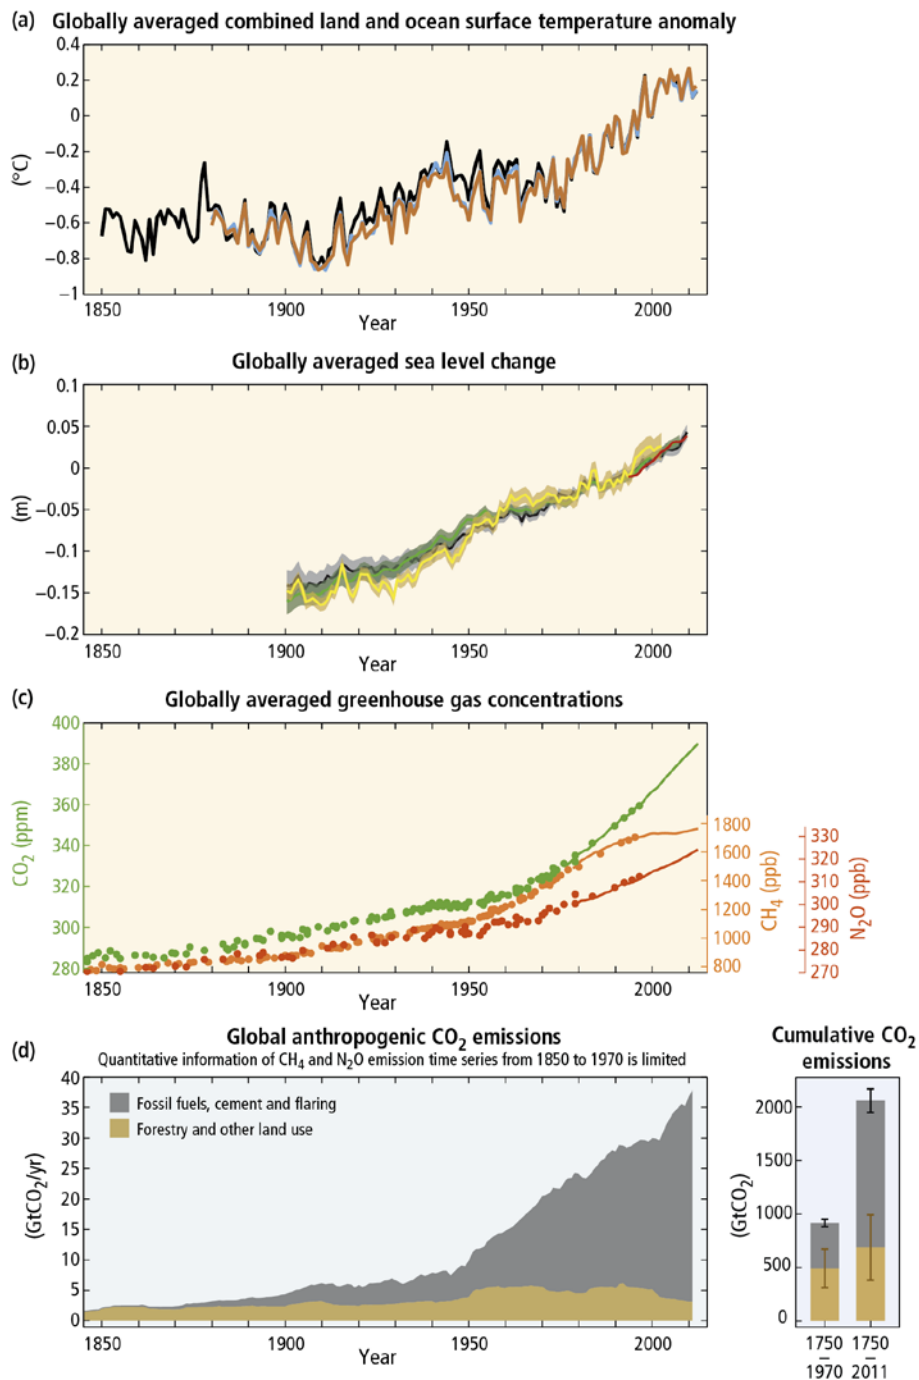 (a) Globally averaged combined land and ocean surface temperature anomaly
0.4
0.2
0
−0.2
−0.4
−0.6
−0.8
−1
(°C)
1850 1900 1950 2000
Year
(b) Globally averaged sea level change
0.1
0.05
0
−0.05
−0.1
−0.15
−0.2
(m)
1850 1900 1950 2000
Year
(c) Globally averaged greenhouse gas concentrations
400
380
360
340
320
300
280
CO₂ (ppm)
1800
1600
1400
1200
1000
800
CH₄ (ppb)
330
320
310
300
290
280
270
N₂O (ppb)
1850 1900 1950 2000
Year
(d) Global anthropogenic CO₂ emissions
Quantitative information of CH₄ and N₂O emission time series from 1850 to 1970 is limited
40
35
30
25
20
15
10
5
0
(GtCO₂/yr)
Fossil fuels, cement and flaring
Forestry and other land use
1850 1900 1950 2000
Year
Cumulative CO₂
emissions
2000
1500
1000
500
0
(GtCO₂)
1750 1750
– –
1970 2011